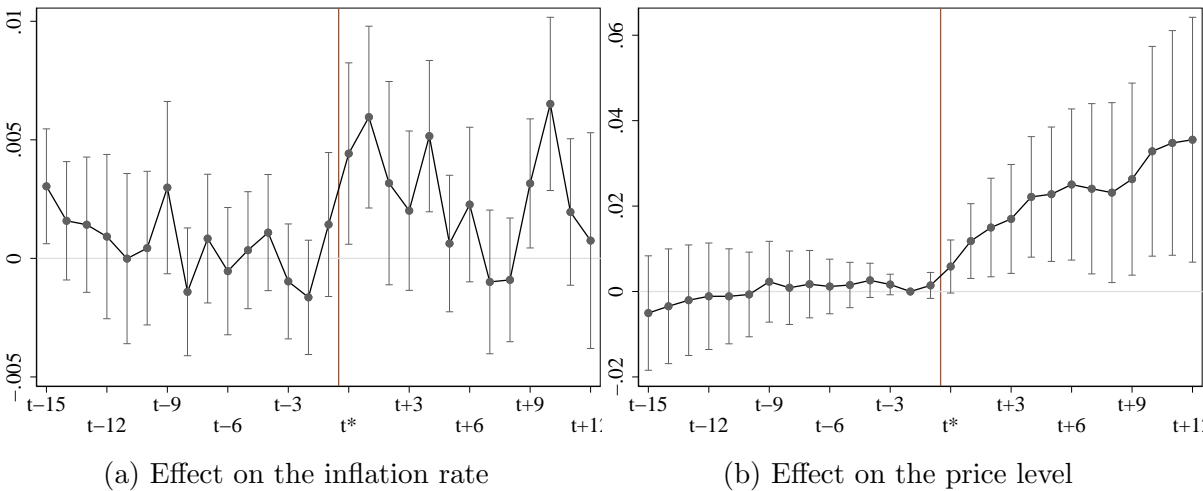 .01
.005
0
−.005
t−15
t−12
t−9
t−6
t−3
t*
t+3
t+6
t+9
(a) Effect on the inflation rate
.06
.04
.02
0
−.02
t−15
t−12
t−9
t−6
t−3
t*
t+3
t+6
t+9
(b) Effect on the price level